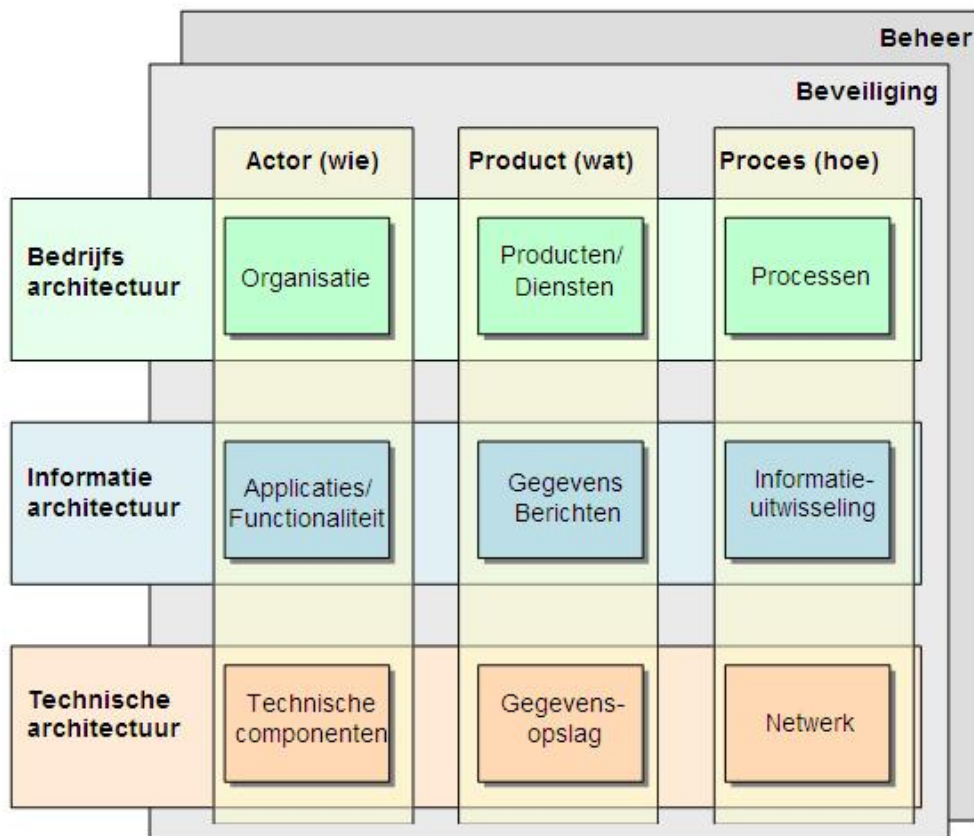 Beheer
Beveiliging
Actor (wie)
Product (wat)
Proces (hoe)
Bedrijfs
architectuur
Organisatie
Producten/
Diensten
Processen
Informatie
architectuur
Applicaties/
Functionaliteit
Gegevens
Berichten
Informatie-
uitwisseling
Technische
architectuur
Technische
componenten
Gegevens-
opslag
Netwerk